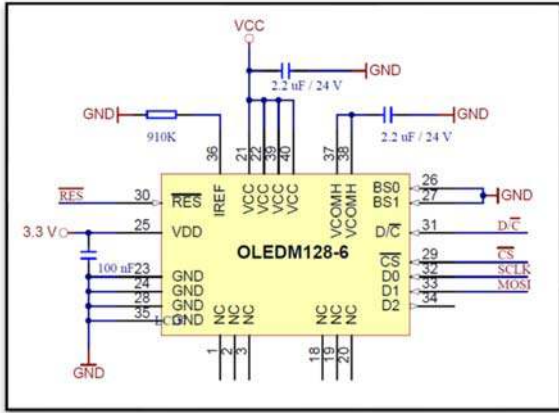 VCC
GND
2.2 uF / 24 V
GND
910K
GND
2.2 uF / 24 V
36
21
22
39
40
37
38
RES
30
RES
IREF
VCC
VCC
VCC
VCC
VCOMH
VCOMH
BS0
26
BS1
27
GND
3.3 V
25
VDD
D/C
31
D/C
OLEDM128-6
CS
29
CS
100 nF
23
GND
D0
32
SCLK
24
GND
D1
33
MOSI
28
GND
D2
34
35
GND
NC
NC
NC
NC
NC
NC
1
2
3
18
19
20
GND